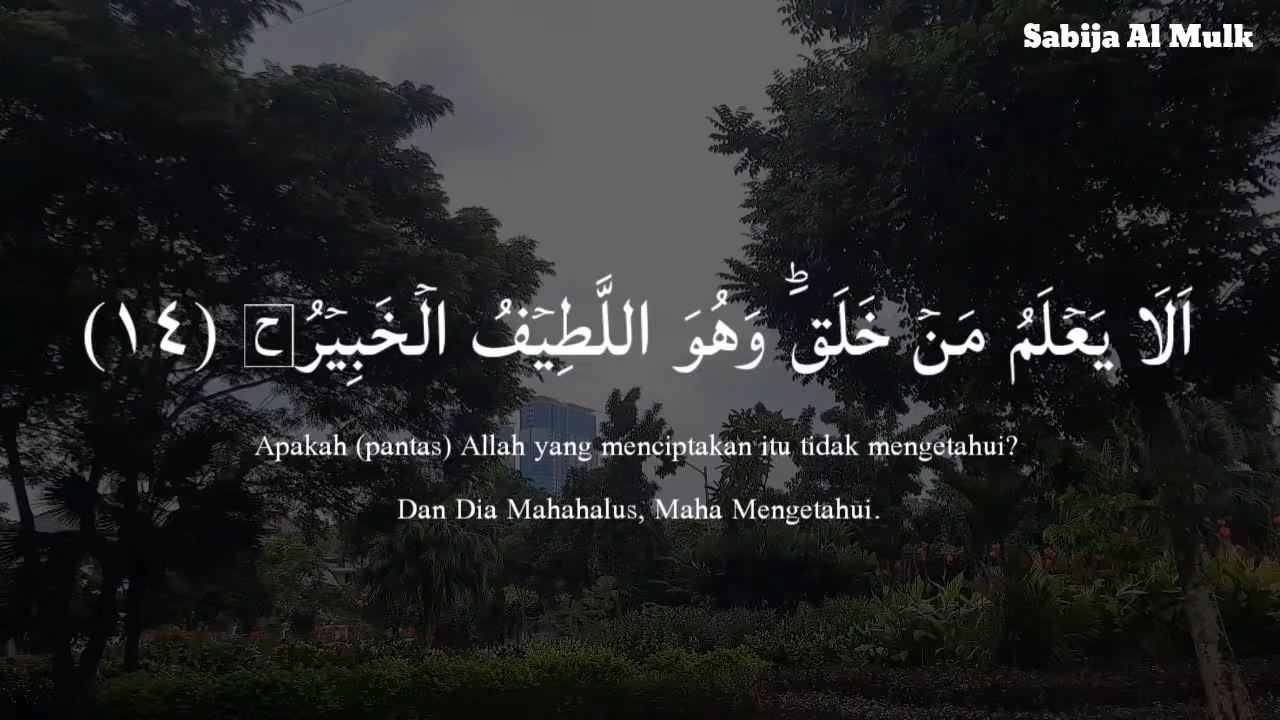 Sabija Al Mulk
اَلَا يَعۡلَمُ مَنۡ خَلَقَؕ وَهُوَ اللَّطِيۡفُ الۡخَبِيۡرُ ح (١٤)
Apakah (pantas) Allah yang menciptakan itu tidak mengetahui?
Dan Dia Mahahalus, Maha Mengetahui.